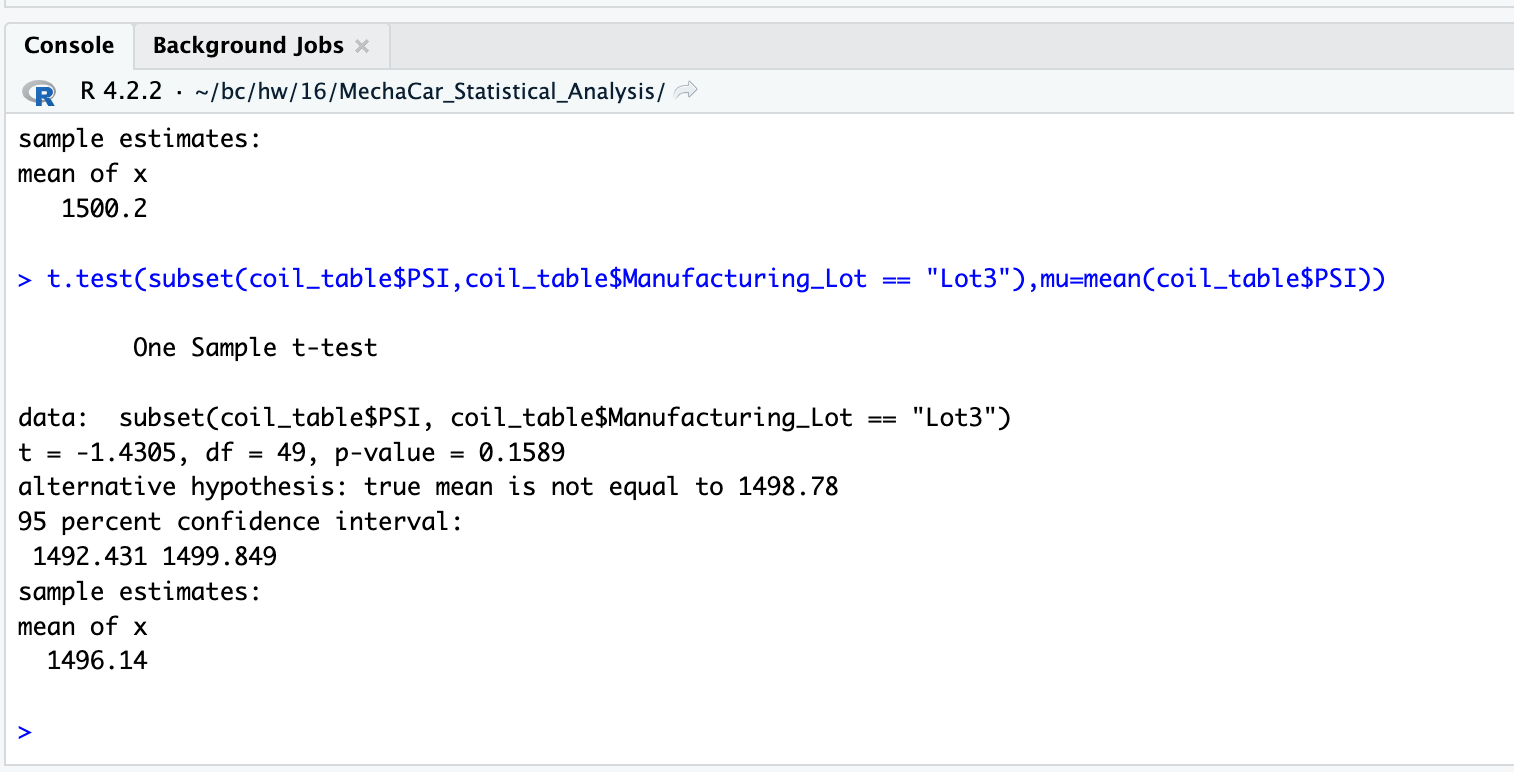 Console Background Jobs ×
R R 4.2.2 · ~/bc/hw/16/MechaCar_Statistical_Analysis/
sample estimates:
mean of x
   1500.2
> t.test(subset(coil_table$PSI,coil_table$Manufacturing_Lot == "Lot3"),mu=mean(coil_table$PSI))
        One Sample t-test
data:  subset(coil_table$PSI, coil_table$Manufacturing_Lot == "Lot3")
t = -1.4305, df = 49, p-value = 0.1589
alternative hypothesis: true mean is not equal to 1498.78
95 percent confidence interval:
 1492.431 1499.849
sample estimates:
mean of x
  1496.14
>